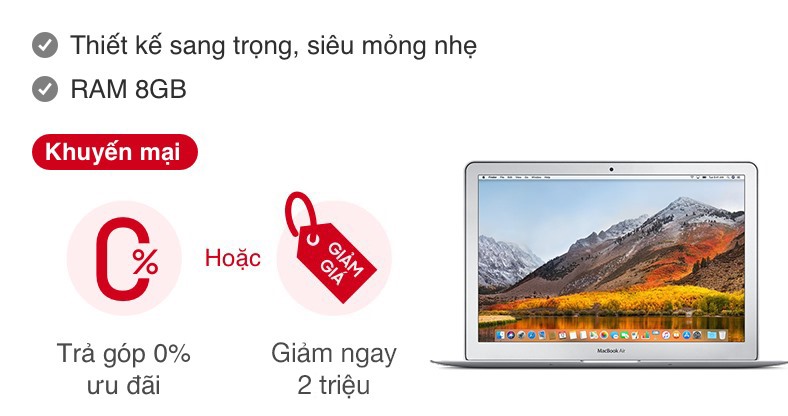 Thiết kế sang trọng, siêu mỏng nhẹ
RAM 8GB
Khuyến mại
0%
Hoặc
GIẢM
GIÁ
Trả góp 0%
ưu đãi
Giảm ngay
2 triệu
MacBook Air